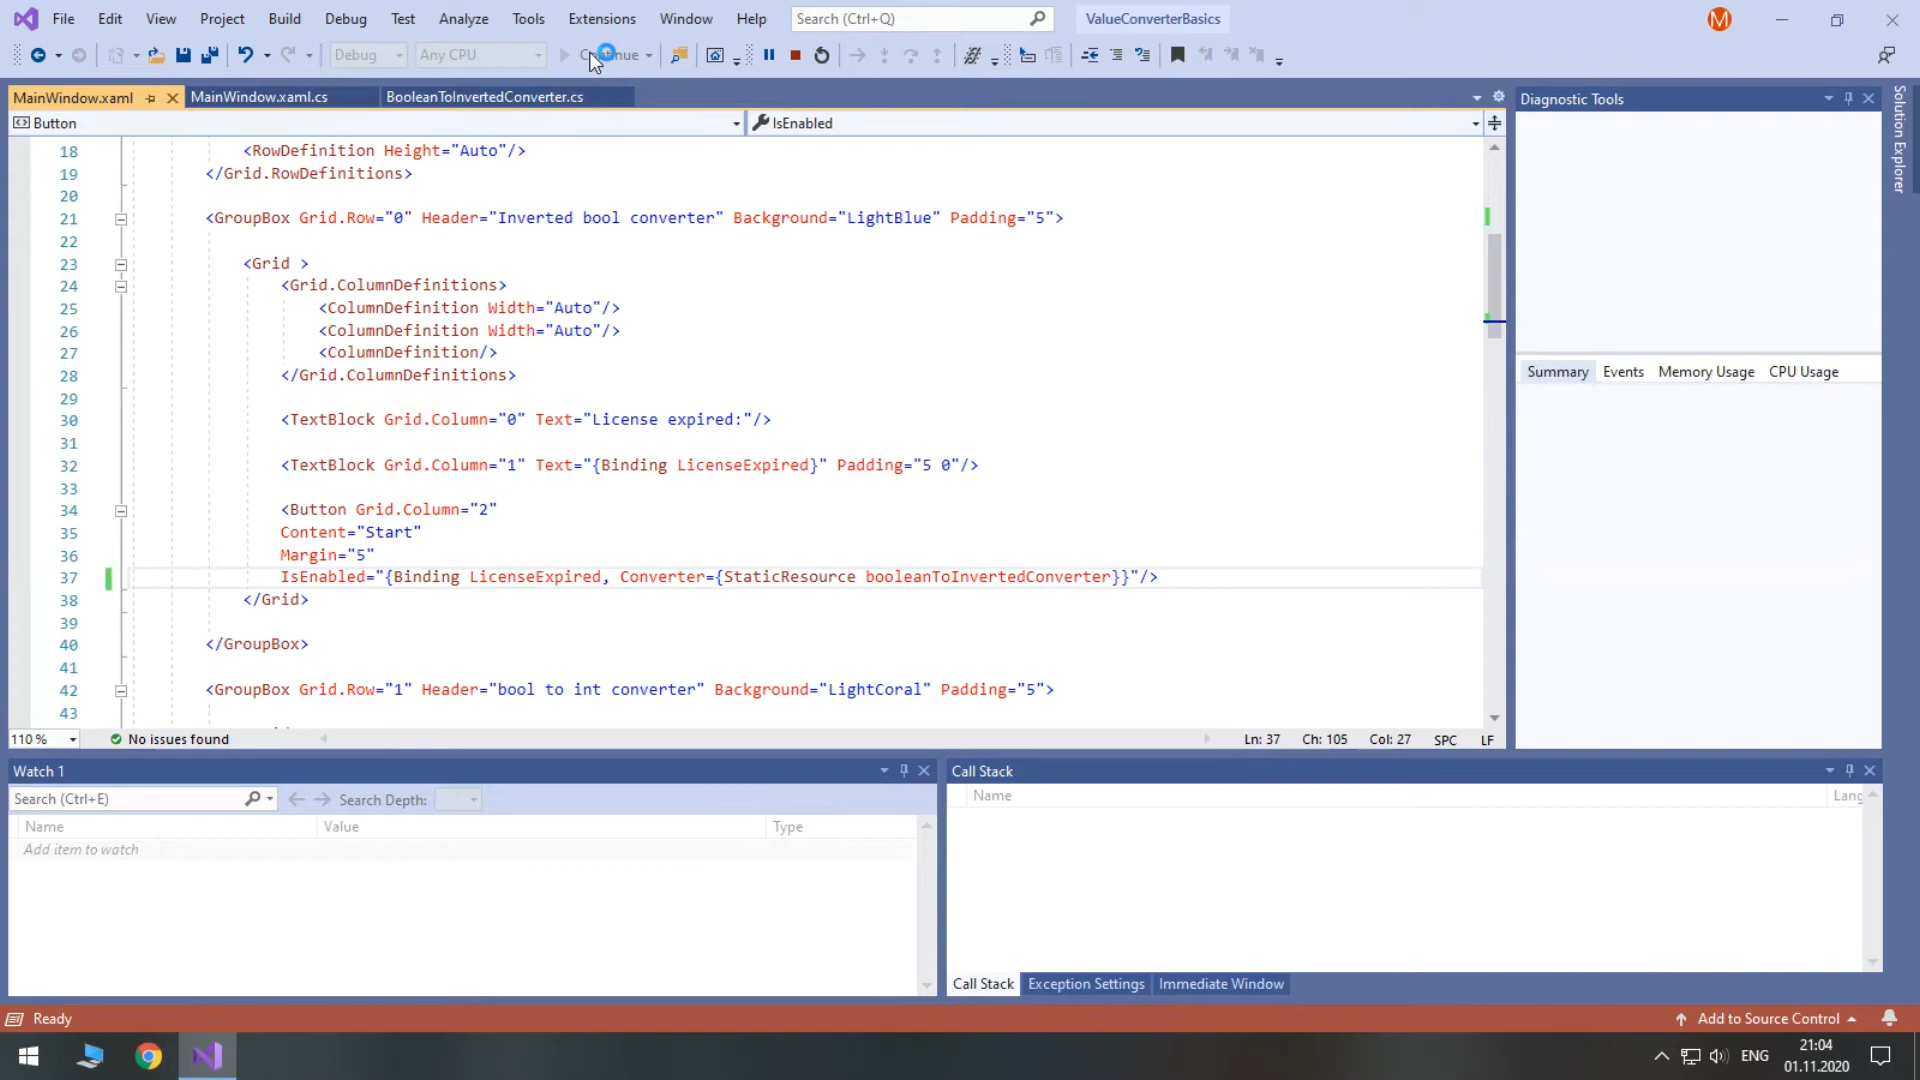 File Edit View Project Build Debug Test Analyze Tools Extensions Window Help Search (Ctrl+Q) ValueConverterBasics M
Debug Any CPU Continue
MainWindow.xaml MainWindow.xaml.cs BooleanToInvertedConverter.cs
Button IsEnabled
18 <RowDefinition Height="Auto"/>
19 </Grid.RowDefinitions>
20
21 <GroupBox Grid.Row="0" Header="Inverted bool converter" Background="LightBlue" Padding="5">
22
23 <Grid >
24 <Grid.ColumnDefinitions>
25 <ColumnDefinition Width="Auto"/>
26 <ColumnDefinition Width="Auto"/>
27 <ColumnDefinition/>
28 </Grid.ColumnDefinitions>
29
30 <TextBlock Grid.Column="0" Text="License expired:"/>
31
32 <TextBlock Grid.Column="1" Text="{Binding LicenseExpired}" Padding="5 0"/>
33
34 <Button Grid.Column="2"
35 Content="Start"
36 Margin="5"
37 IsEnabled="{Binding LicenseExpired, Converter={StaticResource booleanToInvertedConverter}}"/>
38 </Grid>
39
40 </GroupBox>
41
42 <GroupBox Grid.Row="1" Header="bool to int converter" Background="LightCoral" Padding="5">
43
110 % No issues found Ln: 37 Ch: 105 Col: 27 SPC LF
Diagnostic Tools
Summary Events Memory Usage CPU Usage
Solution Explorer
Watch 1
Search (Ctrl+E) Search Depth:
Name Value Type
Add item to watch
Call Stack
Name Lang
Call Stack Exception Settings Immediate Window
Ready Add to Source Control
ENG 21:04
01.11.2020